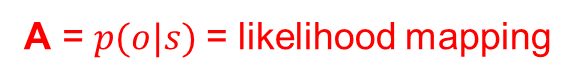 A = p(o|s) = likelihood mapping